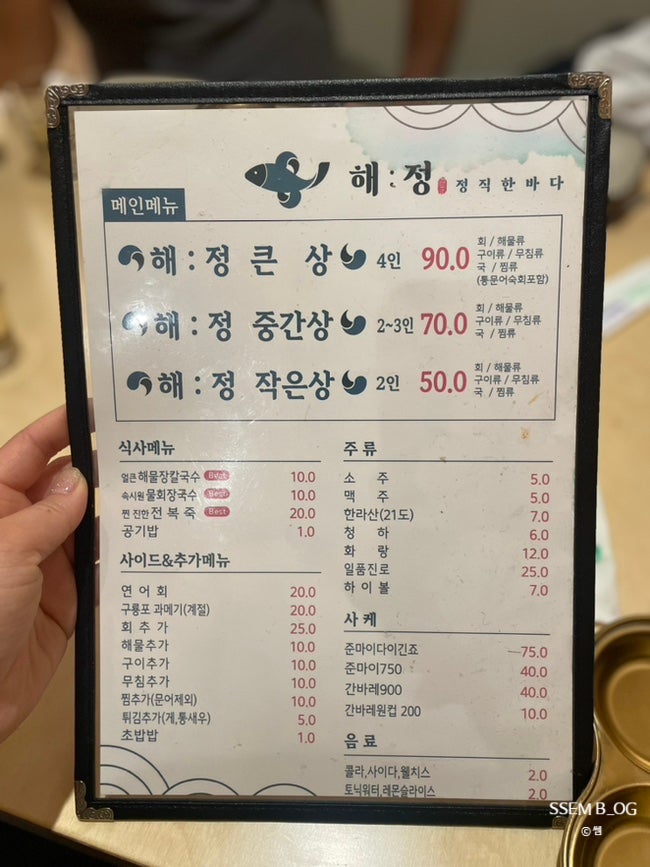 해:정 정직한바다
메인메뉴
해:정 큰 상 4인 90.0
회 / 해물류
구이류 / 무침류
국 / 찜류
(통문어숙회포함)
해:정 중간상 2~3인 70.0
회 / 해물류
구이류 / 무침류
국 / 찜류
해:정 작은상 2인 50.0
회 / 해물류
구이류 / 무침류
국 / 찜류
식사메뉴
얼큰해물장칼국수 Best 10.0
속시원 물회장국수 Best 10.0
찐 진한 전복죽 Best 20.0
공기밥 1.0
사이드&추가메뉴
연어회 20.0
구룡포 과메기(계절) 20.0
회추가 25.0
해물추가 10.0
구이추가 10.0
무침추가 10.0
찜추가(문어제외) 10.0
튀김추가(게,통새우) 5.0
초밥밥 1.0
주류
소주 5.0
맥주 5.0
한라산(21도) 7.0
청하 6.0
화랑 12.0
일품진로 25.0
하이볼 7.0
사케
준마이다이긴죠 75.0
준마이750 40.0
간바레900 40.0
간바레원컵 200 10.0
음료
콜라,사이다,웰치스 2.0
토닉워터,레몬슬라이스 2.0
SSEM B_OG
©쎔